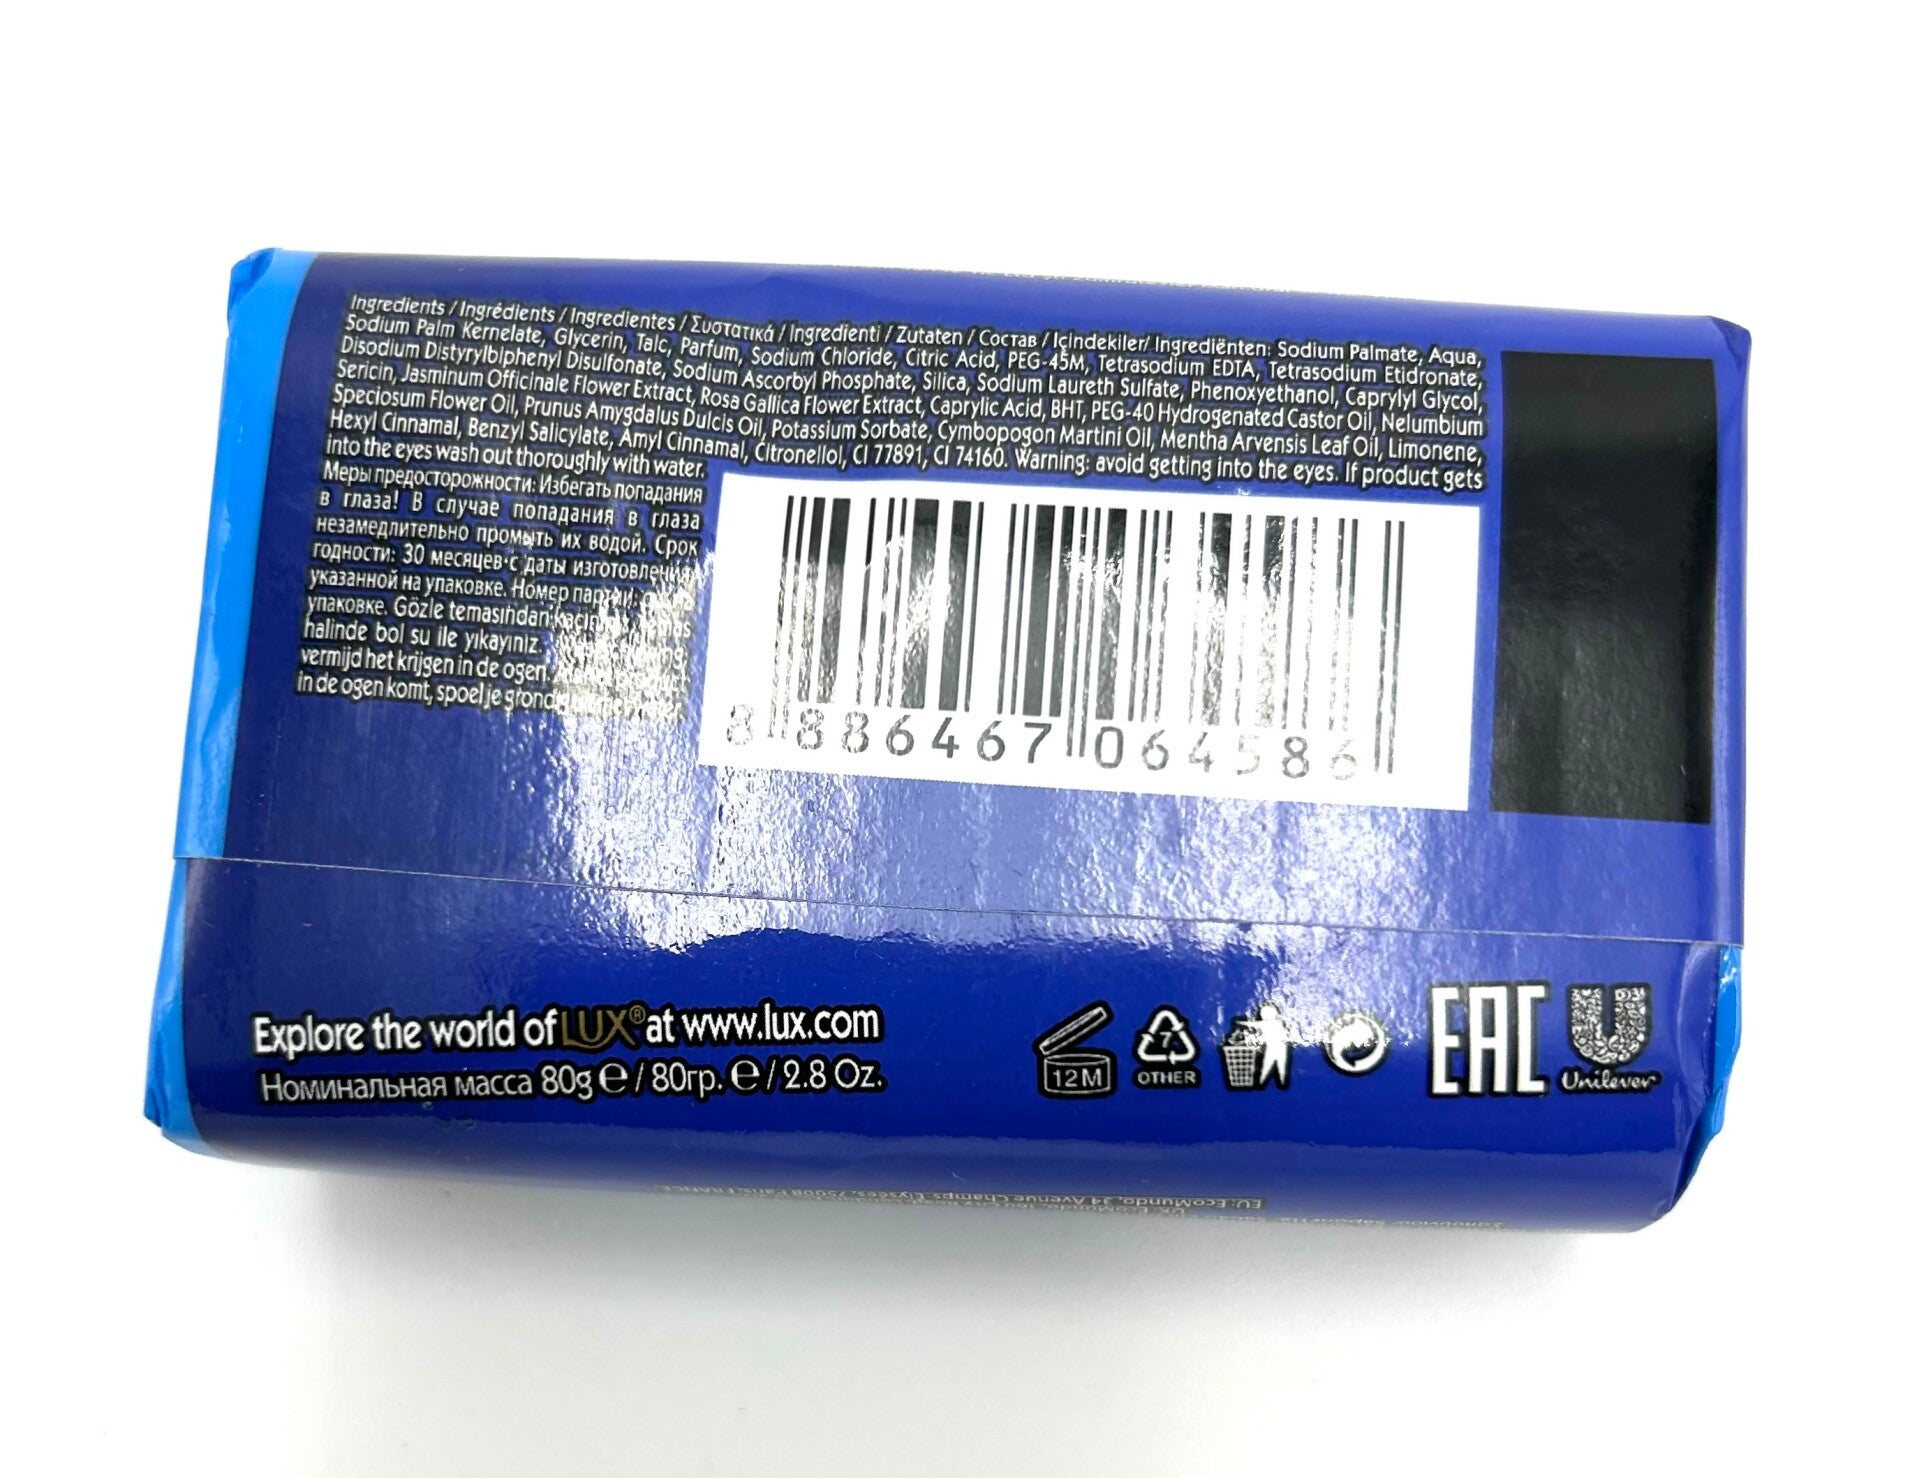 Ingredients / Ingrédients / Ingredientes / Συστατικά / Ingredienti / Zutaten / Состав / İçindekiler/ Ingrediënten: Sodium Palmate, Aqua,
Sodium Palm Kernelate, Glycerin, Talc, Parfum, Sodium Chloride, Citric Acid, PEG-45M, Tetrasodium EDTA, Tetrasodium Etidronate,
Disodium Distyrylbiphenyl Disulfonate, Sodium Ascorbyl Phosphate, Silica, Sodium Laureth Sulfate, Phenoxyethanol, Caprylyl Glycol,
Sericin, Jasminum Officinale Flower Extract, Rosa Gallica Flower Extract, Caprylic Acid, BHT, PEG-40 Hydrogenated Castor Oil, Nelumbium
Speciosum Flower Oil, Prunus Amygdalus Dulcis Oil, Potassium Sorbate, Cymbopogon Martini Oil, Mentha Arvensis Leaf Oil, Limonene,
Hexyl Cinnamal, Benzyl Salicylate, Amyl Cinnamal, Citronellol, CI 77891, CI 74160. Warning: avoid getting into the eyes. If product gets
into the eyes wash out thoroughly with water.
Меры предосторожности: Избегать попадания
в глаза! В случае попадания в глаза
незамедлительно промыть их водой. Срок
годности: 30 месяцев с даты изготовления,
указанной на упаковке. Номер партии:
упаковке. Gözle temasından
halinde bol su ile yıkayınız.
vermijd het krijgen in de ogen.
in de ogen komt, spoel je
8 886467 064586
Explore the world of LUX® at www.lux.com
Номинальная масса 80g ℮ / 80гр. ℮ / 2.8 Oz.
12M
7
OTHER
EAC
Unilever
EU: EcoMundo, 34 Avenue Champs Elysées, 75008 Paris, FRANCE